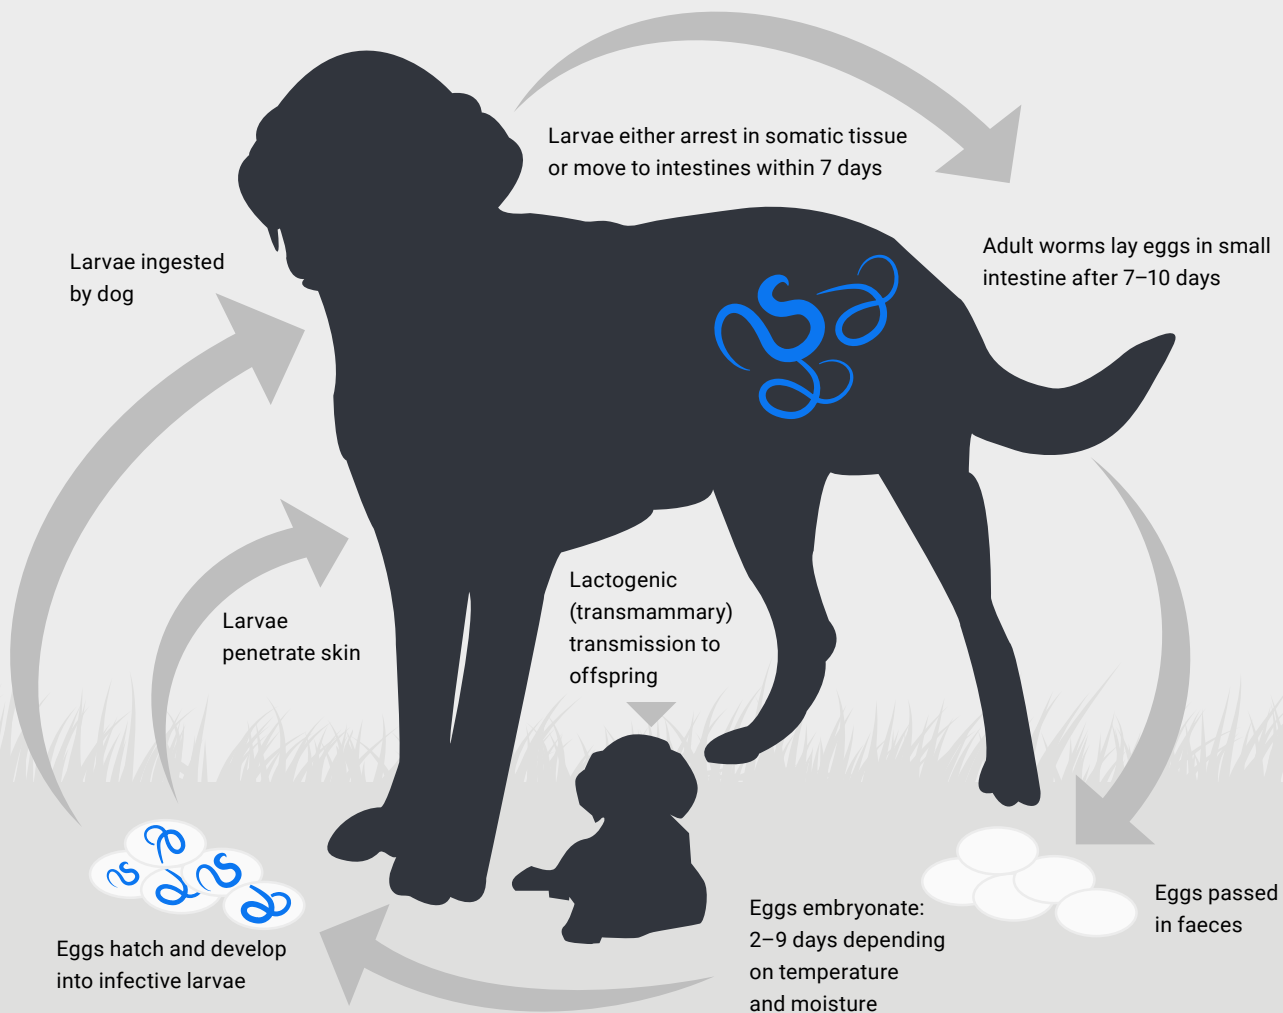 Larvae either arrest in somatic tissue
or move to intestines within 7 days
Larvae ingested
by dog
Adult worms lay eggs in small
intestine after 7–10 days
Larvae
penetrate skin
Lactogenic
(transmammary)
transmission to
offspring
Eggs passed
in faeces
Eggs embryonate:
2–9 days depending
on temperature
and moisture
Eggs hatch and develop
into infective larvae